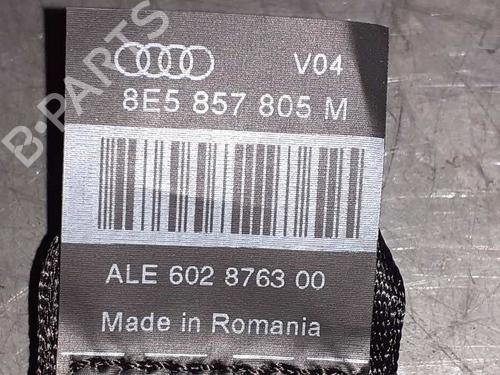 V04
8E5 857 805 M
B-PARTS
ALE 602 8763 00
Made in Romania